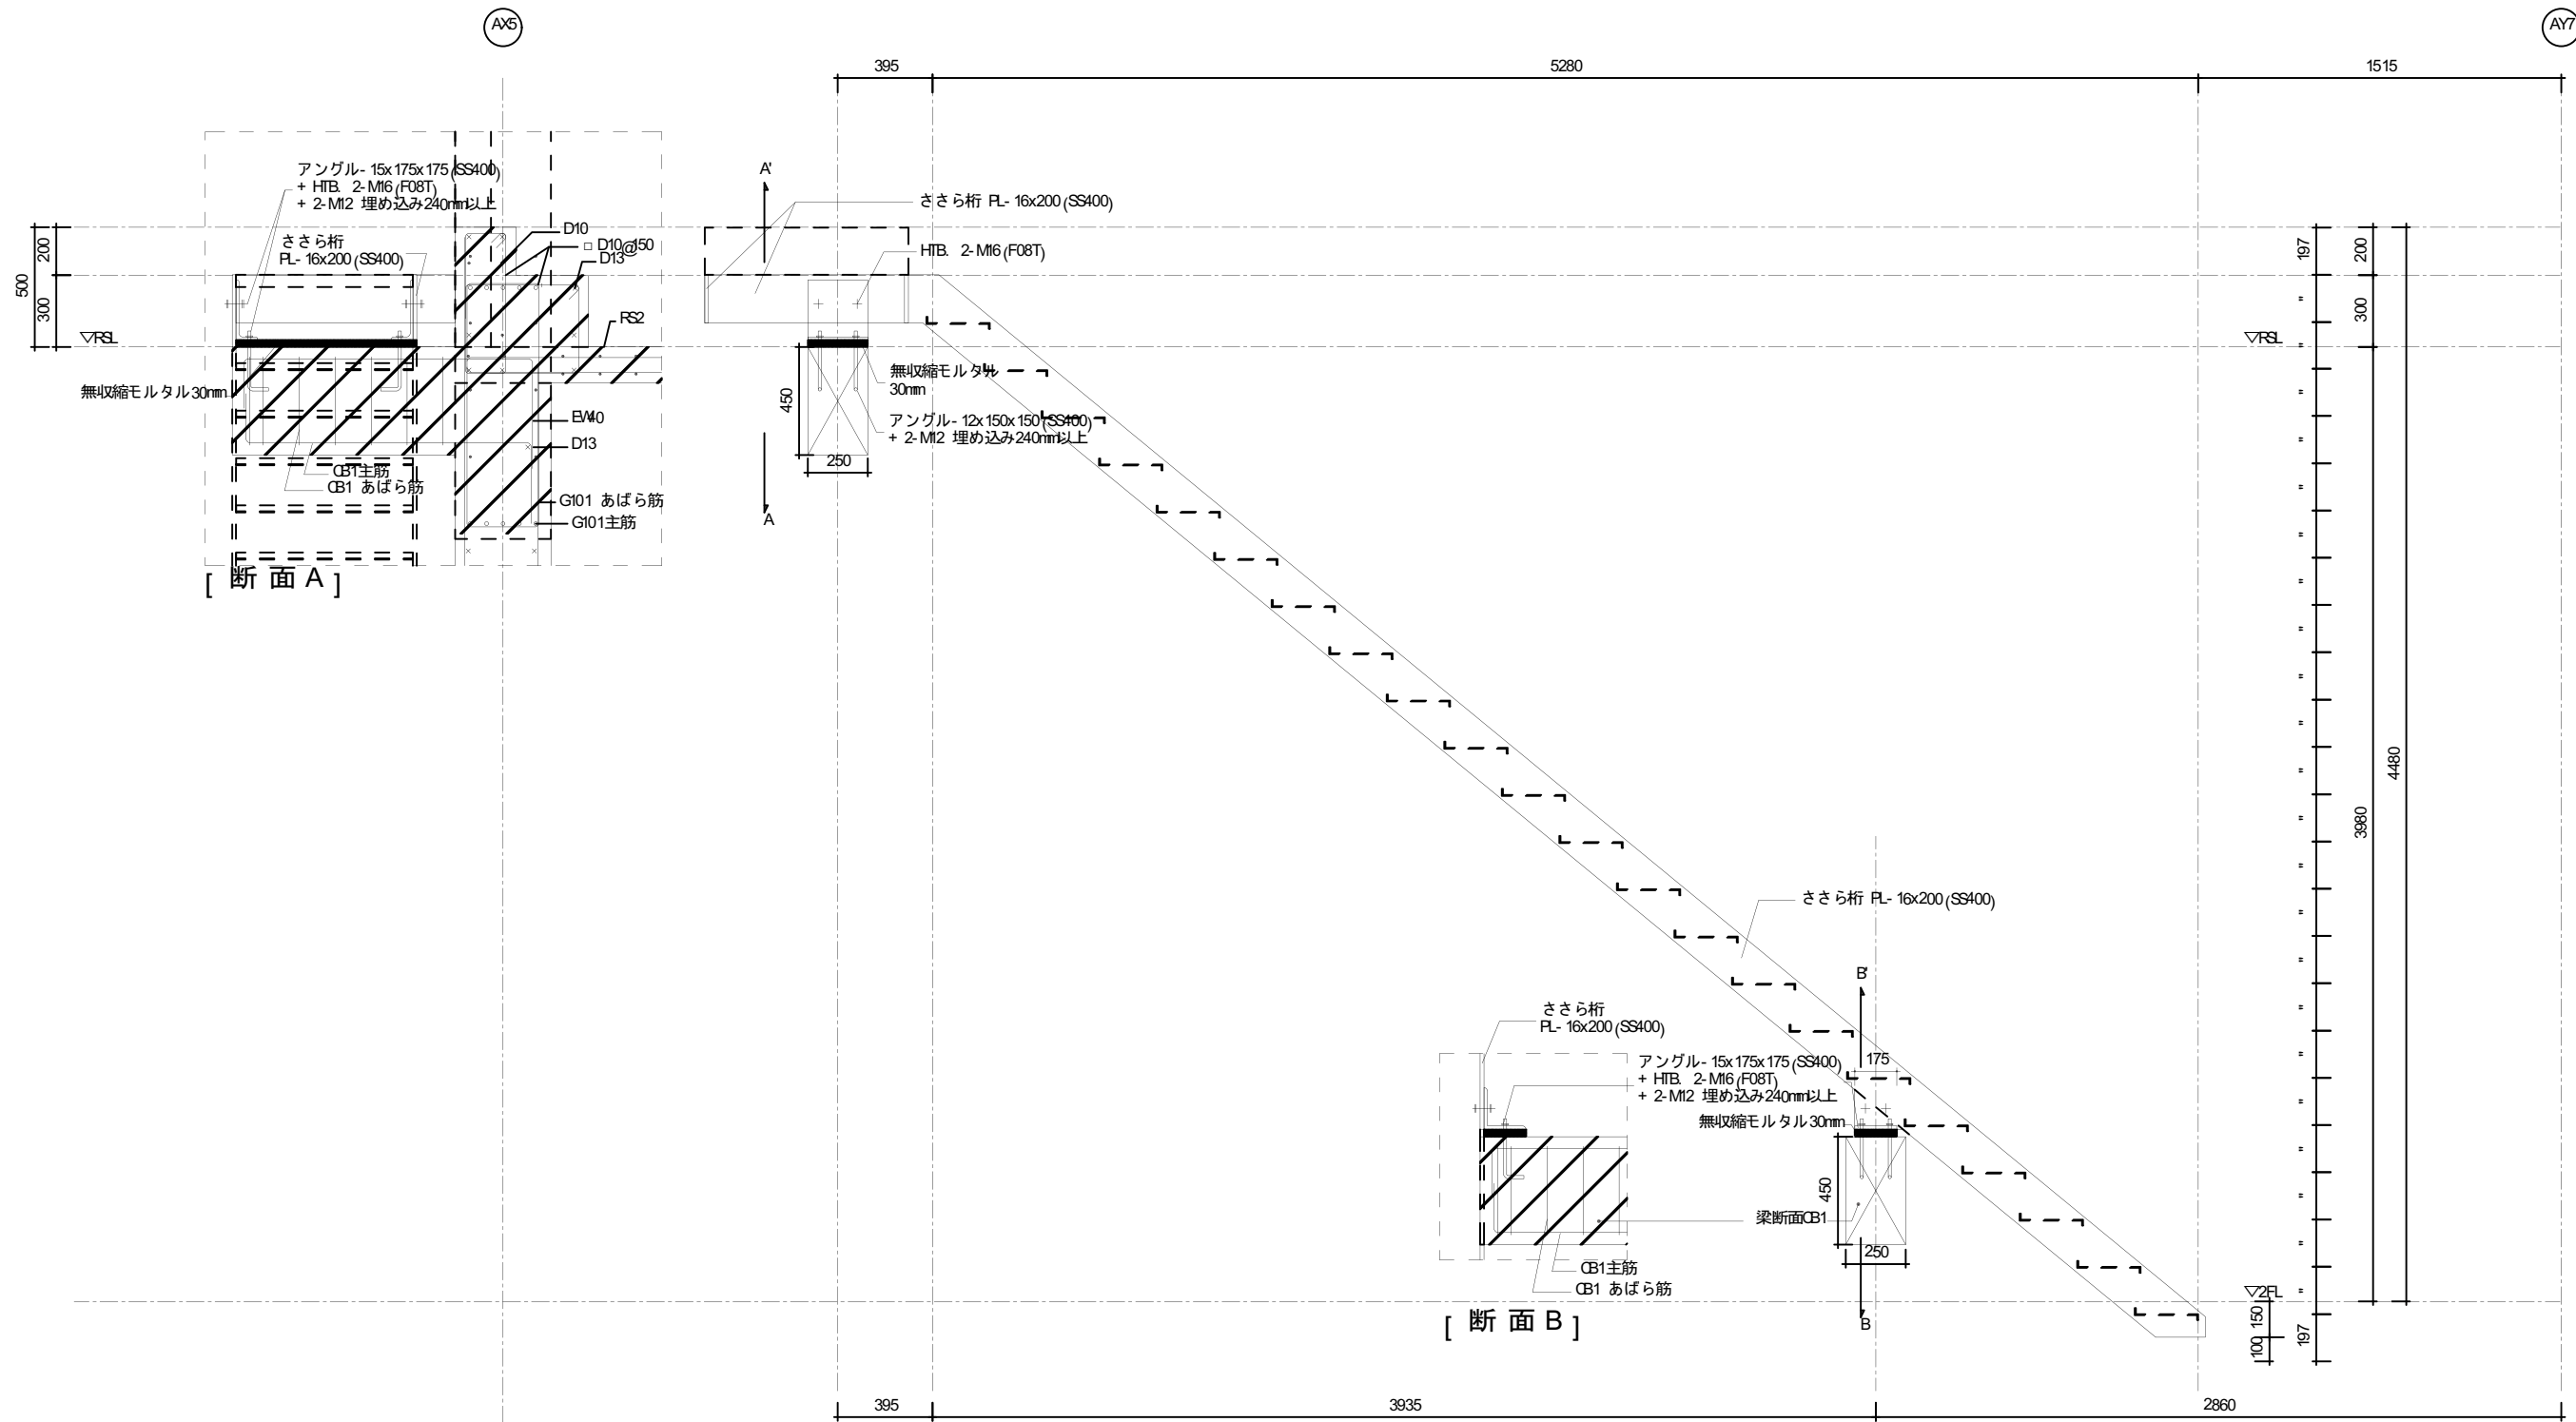 AX5
AY7
395
5280
1515
アングル-15x175x175(SS400)
+ HTB. 2-M16(F08T)
+ 2-M12 埋め込み240mm以上
ささら桁
PL-16x200(SS400)
D10
□ D10@150
D13
RS2
200
500
300
▽RSL
無収縮モルタル30mm
EW40
D13
CB1主筋
CB1 あばら筋
G101 あばら筋
G101主筋
[ 断面A ]
A'
ささら桁 PL-16x200(SS400)
HTB. 2-M16(F08T)
無収縮モルタル
30mm
アングル-12x150x150(SS400)
+ 2-M12 埋め込み240mm以上
450
250
A
197
200
300
▽RSL
4480
3980
ささら桁 PL-16x200(SS400)
B'
175
ささら桁
PL-16x200(SS400)
アングル-15x175x175(SS400)
+ HTB. 2-M16(F08T)
+ 2-M12 埋め込み240mm以上
無収縮モルタル30mm
450
梁断面CB1
250
CB1主筋
CB1 あばら筋
[ 断面B ]
B
▽2FL
150
100
197
395
3935
2860